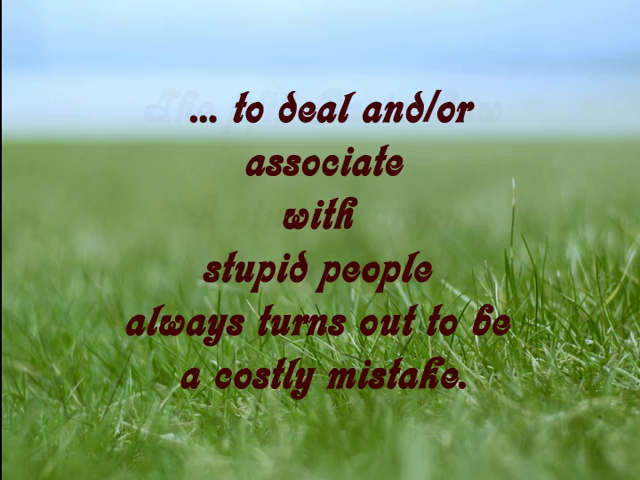 ... to deal and/or
associate
with
stupid people
always turns out to be
a costly mistake.